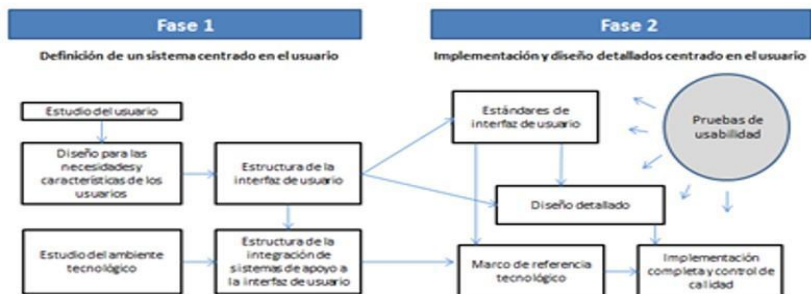 Fase 1
Definición de un sistema centrado en el usuario
Estudio del usuario
Diseño para las
necesidadesy
características de los
usuarios
Estructura de la
interfaz de usuario
Estudio del ambiente
tecnológico
Estructura de la
integración de
sistemas de apoyo a
la interfaz de usuario
Fase 2
Implementación y diseño detallados centrado en el usuario
Estándares de
interfaz de usuario
Pruebas de
usabilidad
Diseño detallado
Marco de referencia
tecnológico
Implementación
completa y control de
calidad